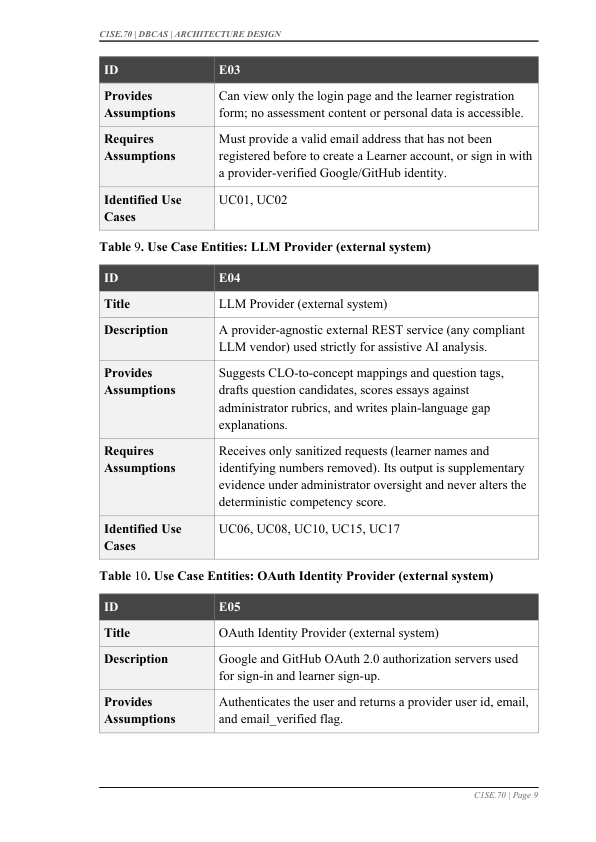 C1SE.70 | DBCAS | ARCHITECTURE DESIGN
ID E03
Provides Assumptions Can view only the login page and the learner registration
form; no assessment content or personal data is accessible.
Requires Assumptions Must provide a valid email address that has not been
registered before to create a Learner account, or sign in with
a provider-verified Google/GitHub identity.
Identified Use Cases UC01, UC02
Table 9. Use Case Entities: LLM Provider (external system)
ID E04
Title LLM Provider (external system)
Description A provider-agnostic external REST service (any compliant
LLM vendor) used strictly for assistive AI analysis.
Provides Assumptions Suggests CLO-to-concept mappings and question tags,
drafts question candidates, scores essays against
administrator rubrics, and writes plain-language gap
explanations.
Requires Assumptions Receives only sanitized requests (learner names and
identifying numbers removed). Its output is supplementary
evidence under administrator oversight and never alters the
deterministic competency score.
Identified Use Cases UC06, UC08, UC10, UC15, UC17
Table 10. Use Case Entities: OAuth Identity Provider (external system)
ID E05
Title OAuth Identity Provider (external system)
Description Google and GitHub OAuth 2.0 authorization servers used
for sign-in and learner sign-up.
Provides Assumptions Authenticates the user and returns a provider user id, email,
and email_verified flag.
C1SE.70 | Page 9